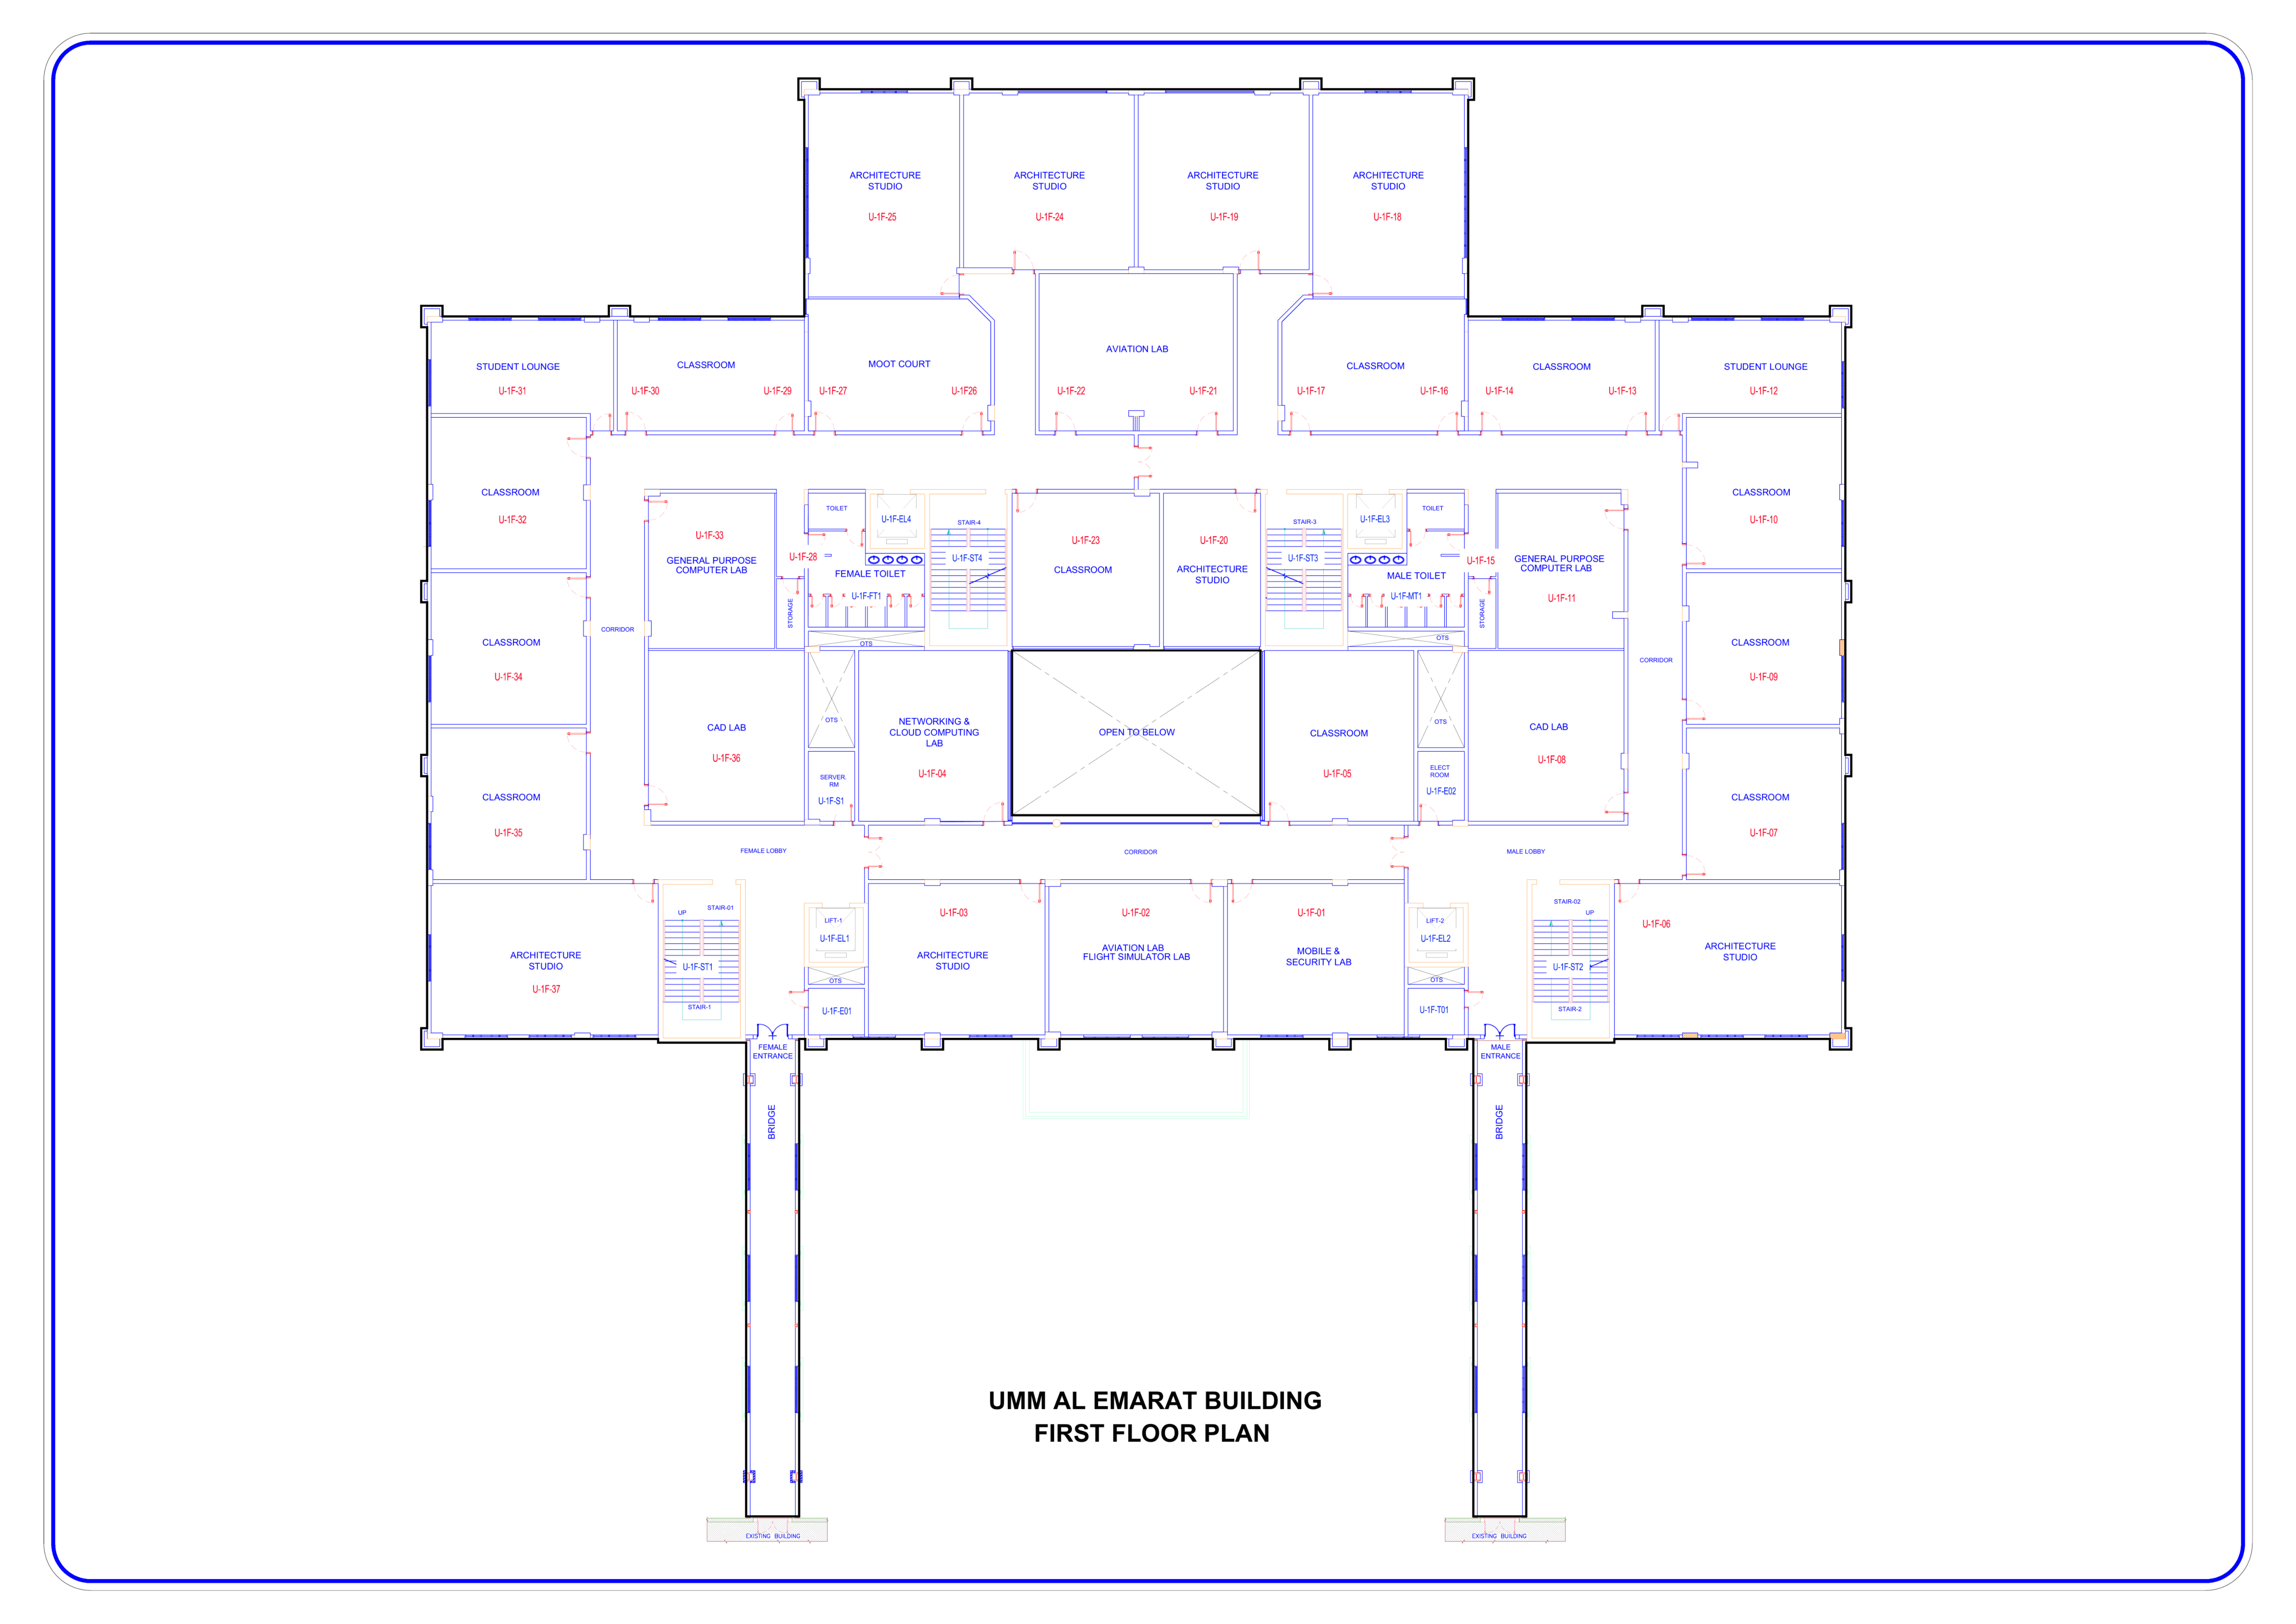 ARCHITECTURE
STUDIO
U-1F-25
ARCHITECTURE
STUDIO
U-1F-24
ARCHITECTURE
STUDIO
U-1F-19
ARCHITECTURE
STUDIO
U-1F-18
STUDENT LOUNGE
U-1F-31
CLASSROOM
U-1F-30
U-1F-29
MOOT COURT
U-1F-27
U-1F26
AVIATION LAB
U-1F-22
U-1F-21
CLASSROOM
U-1F-17
U-1F-16
CLASSROOM
U-1F-14
U-1F-13
STUDENT LOUNGE
U-1F-12
CLASSROOM
U-1F-32
U-1F-33
GENERAL PURPOSE
COMPUTER LAB
U-1F-28
STORAGE
TOILET
FEMALE TOILET
U-1F-FT1
U-1F-EL4
STAIR-4
U-1F-ST4
OTS
U-1F-23
CLASSROOM
U-1F-20
ARCHITECTURE
STUDIO
STAIR-3
U-1F-ST3
U-1F-EL3
TOILET
MALE TOILET
U-1F-MT1
OTS
U-1F-15
STORAGE
GENERAL PURPOSE
COMPUTER LAB
U-1F-11
CLASSROOM
U-1F-10
CLASSROOM
U-1F-34
CORRIDOR
CORRIDOR
CLASSROOM
U-1F-09
CLASSROOM
U-1F-35
CAD LAB
U-1F-36
OTS
SERVER.
RM
U-1F-S1
NETWORKING &
CLOUD COMPUTING
LAB
U-1F-04
OPEN TO BELOW
CLASSROOM
U-1F-05
OTS
ELECT
ROOM
U-1F-E02
CAD LAB
U-1F-08
CLASSROOM
U-1F-07
FEMALE LOBBY
CORRIDOR
MALE LOBBY
ARCHITECTURE
STUDIO
U-1F-37
STAIR-01
UP
U-1F-ST1
STAIR-1
LIFT-1
U-1F-EL1
OTS
U-1F-E01
U-1F-03
ARCHITECTURE
STUDIO
U-1F-02
AVIATION LAB
FLIGHT SIMULATOR LAB
U-1F-01
MOBILE &
SECURITY LAB
LIFT-2
U-1F-EL2
OTS
U-1F-T01
STAIR-02
UP
U-1F-ST2
STAIR-2
U-1F-06
ARCHITECTURE
STUDIO
FEMALE
ENTRANCE
MALE
ENTRANCE
BRIDGE
BRIDGE
UMM AL EMARAT BUILDING
FIRST FLOOR PLAN
EXISTING BUILDING
EXISTING BUILDING